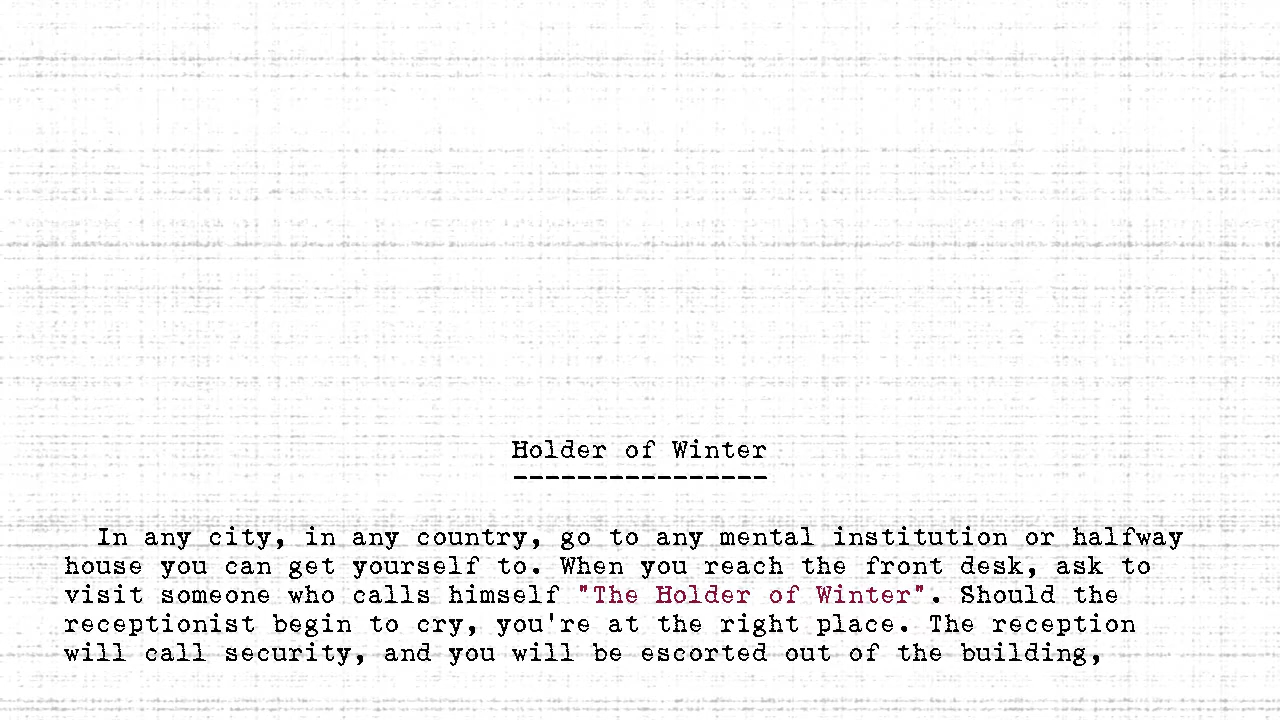 Holder of Winter
----------------
In any city, in any country, go to any mental institution or halfway
house you can get yourself to. When you reach the front desk, ask to
visit someone who calls himself "The Holder of Winter". Should the
receptionist begin to cry, you're at the right place. The reception
will call security, and you will be escorted out of the building,